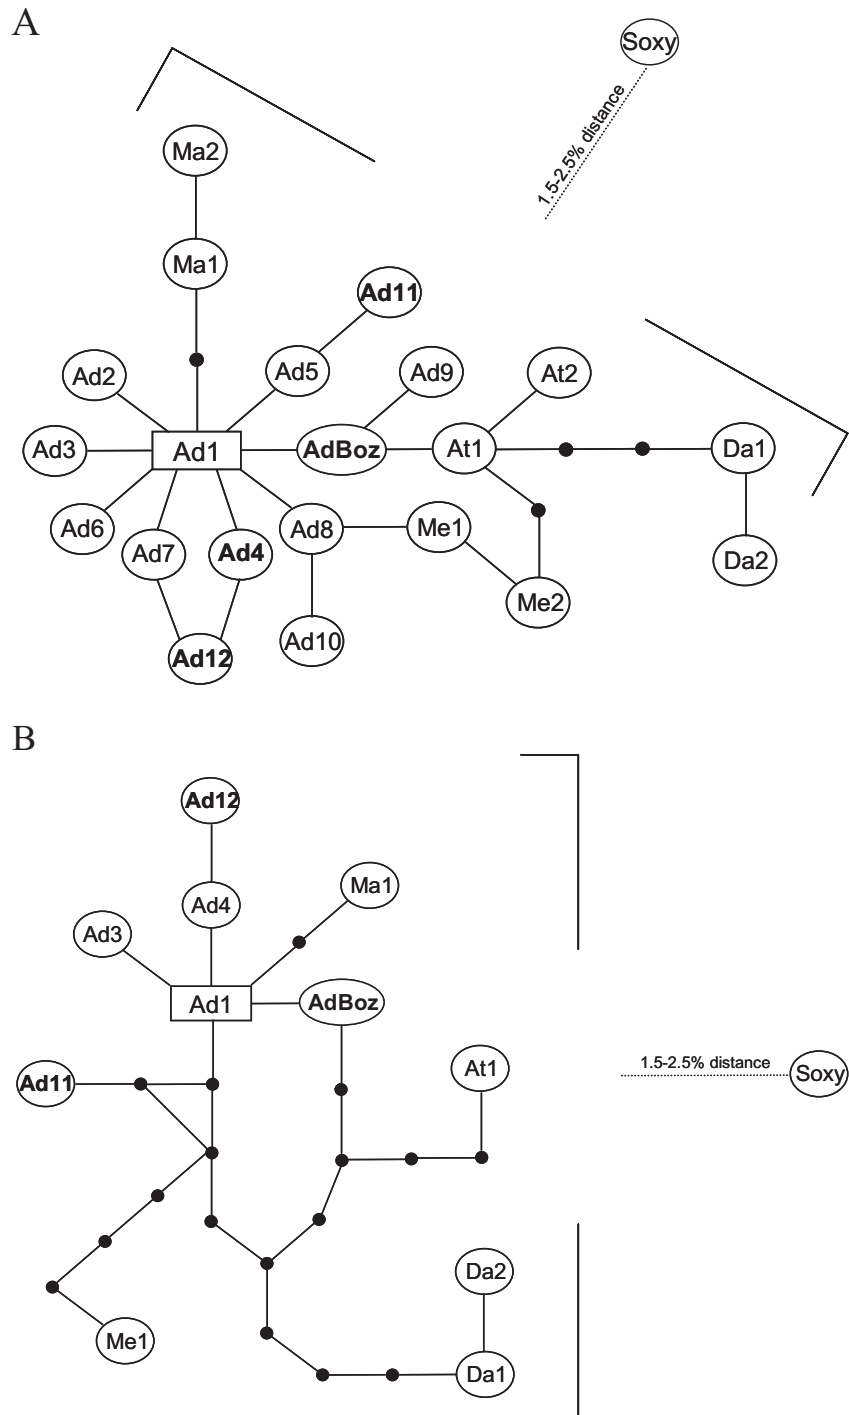 A
Soxy
1.5-2.5% distance
Ma2
Ma1
Ad11
Ad2
Ad5
Ad9
At2
Ad3
Ad1
AdBoz
At1
Da1
Ad6
Ad7
Ad4
Ad8
Me1
Da2
Me2
Ad12
Ad10
B
Ad12
Ma1
Ad4
Ad3
Ad1
AdBoz
Ad11
At1
1.5-2.5% distance
Soxy
Da2
Me1
Da1